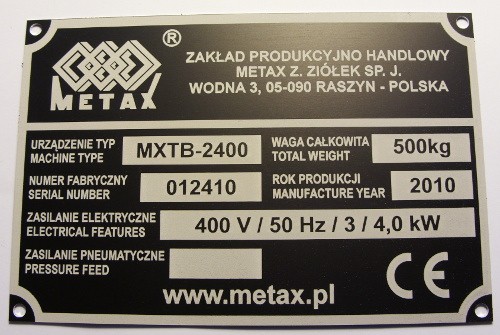 METAX ®
ZAKŁAD PRODUKCYJNO HANDLOWY
METAX Z. ZIÓŁEK SP. J.
WODNA 3, 05-090 RASZYN - POLSKA
URZĄDZENIE TYP
MACHINE TYPE
MXTB-2400
WAGA CAŁKOWITA
TOTAL WEIGHT
500kg
NUMER FABRYCZNY
SERIAL NUMBER
012410
ROK PRODUKCJI
MANUFACTURE YEAR
2010
ZASILANIE ELEKTRYCZNE
ELECTRICAL FEATURES
400 V / 50 Hz / 3 / 4,0 kW
ZASILANIE PNEUMATYCZNE
PRESSURE FEED
CE
www.metax.pl